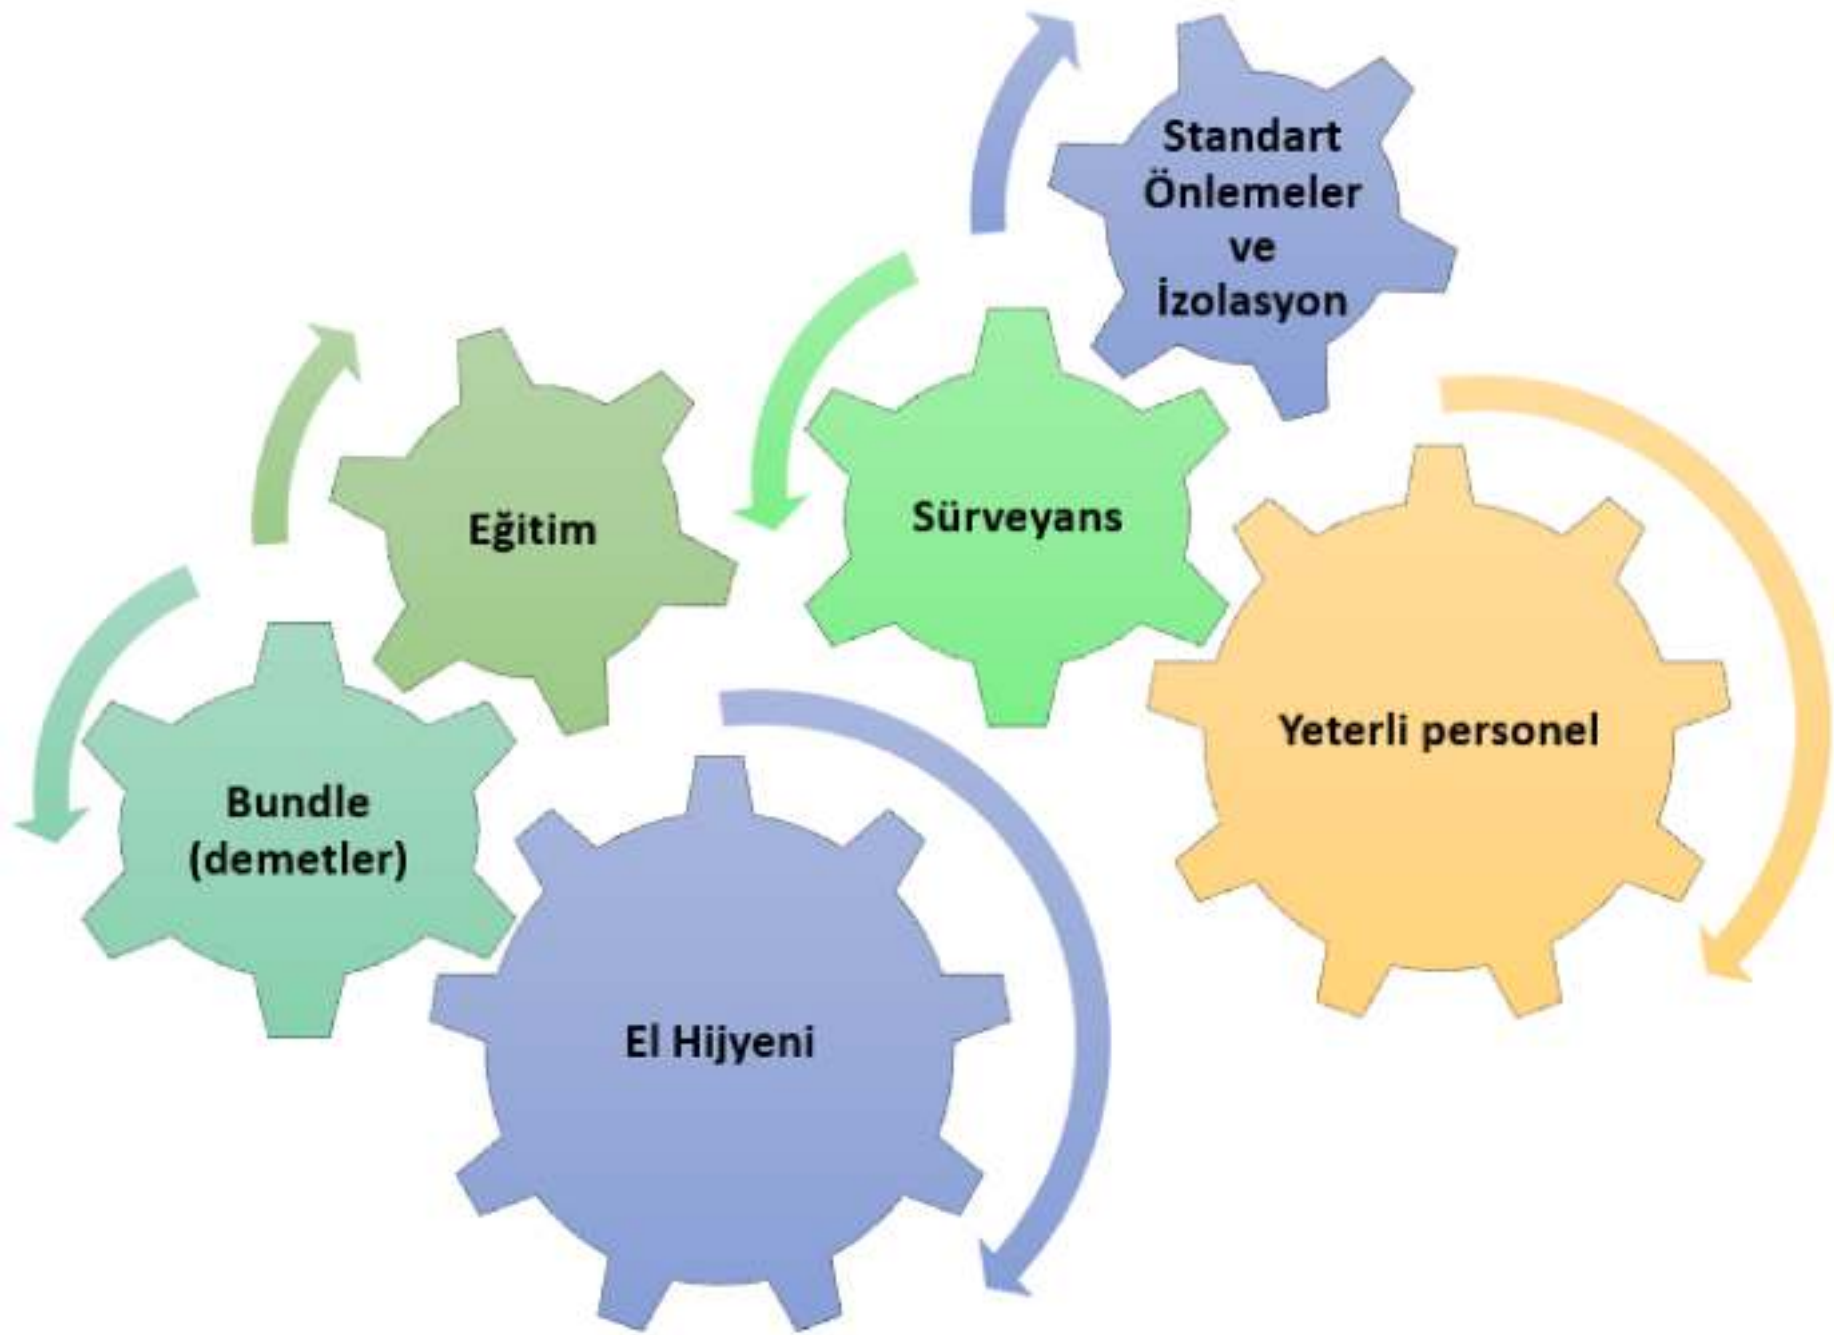 Standart
Önlemeler
ve
İzolasyon
Eğitim
Sürveyans
Yeterli personel
Bundle
(demetler)
El Hijyeni